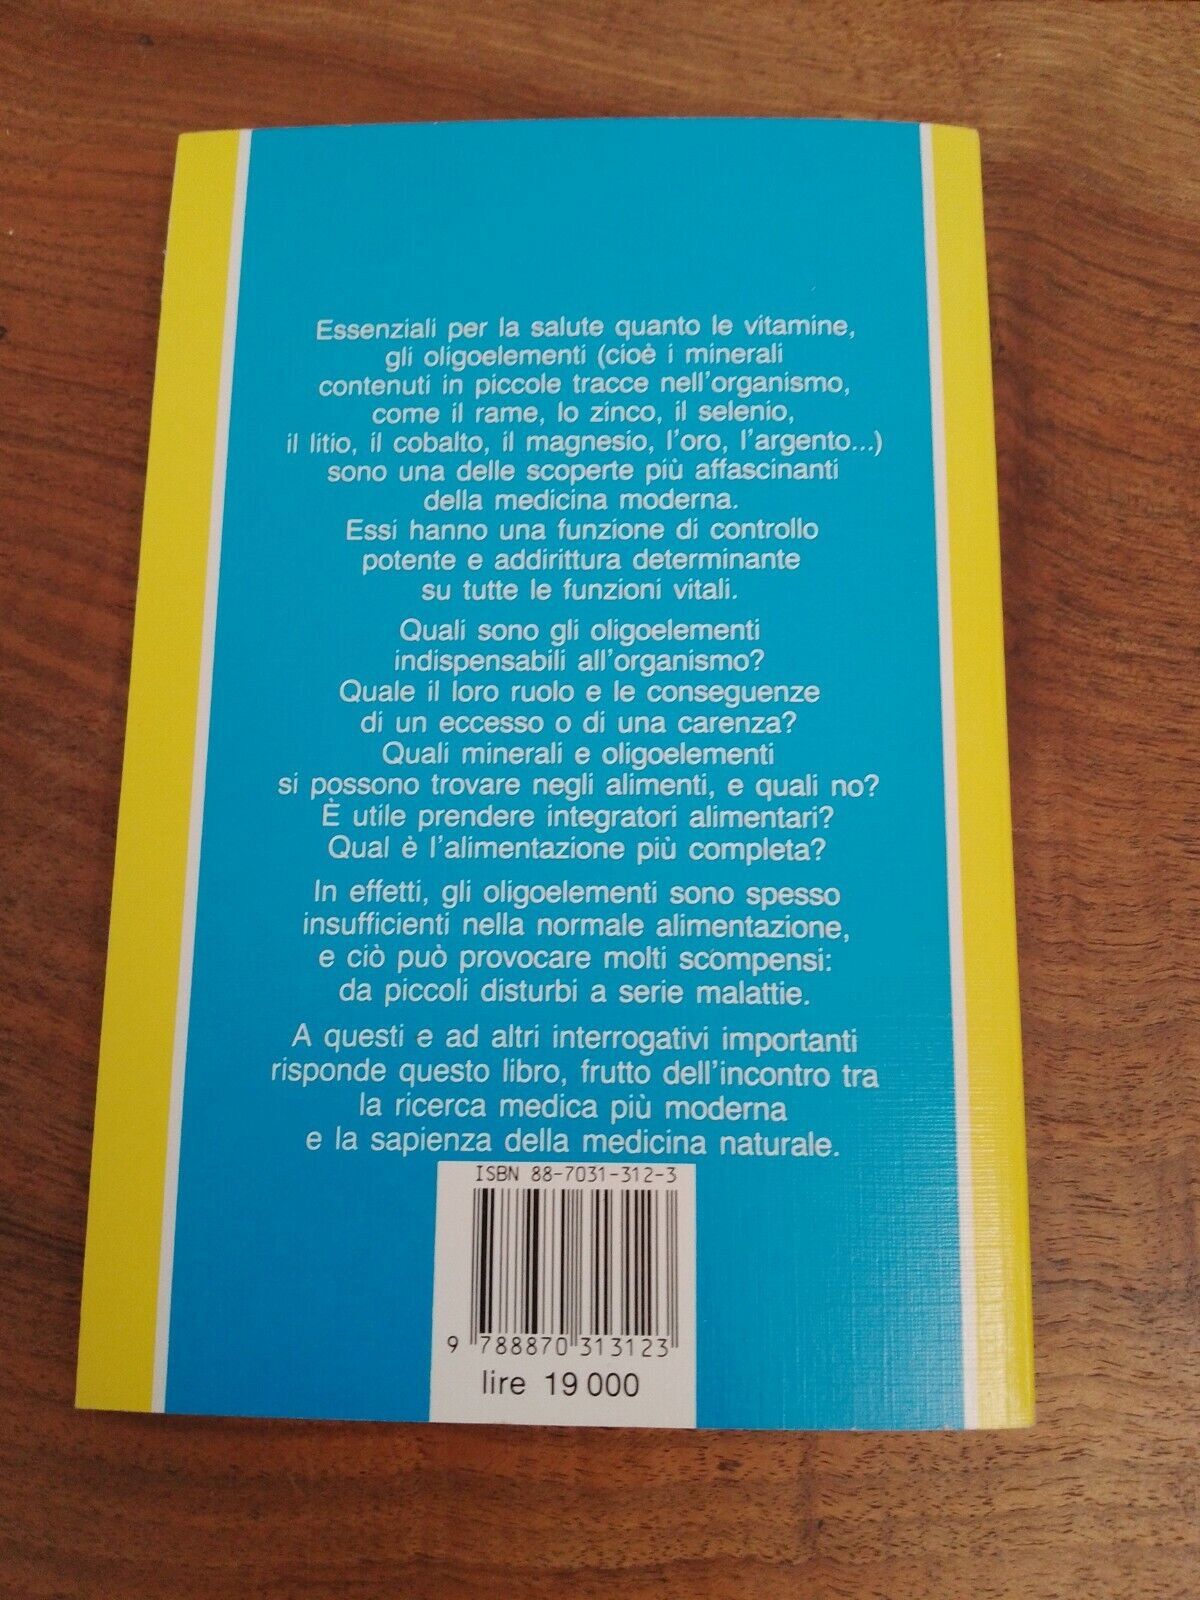 Essenziali per la salute quanto le vitamine,
gli oligoelementi (cioè i minerali
contenuti in piccole tracce nell'organismo,
come il rame, lo zinco, il selenio,
il litio, il cobalto, il magnesio, l'oro, l'argento...)
sono una delle scoperte più affascinanti
della medicina moderna.
Essi hanno una funzione di controllo
potente e addirittura determinante
su tutte le funzioni vitali.
Quali sono gli oligoelementi
indispensabili all'organismo?
Quale il loro ruolo e le conseguenze
di un eccesso o di una carenza?
Quali minerali e oligoelementi
si possono trovare negli alimenti, e quali no?
È utile prendere integratori alimentari?
Qual è l'alimentazione più completa?
In effetti, gli oligoelementi sono spesso
insufficienti nella normale alimentazione,
e ciò può provocare molti scompensi:
da piccoli disturbi a serie malattie.
A questi e ad altri interrogativi importanti
risponde questo libro, frutto dell'incontro tra
la ricerca medica più moderna
e la sapienza della medicina naturale.
ISBN 88-7031-312-3
9 788870 313123
lire 19 000